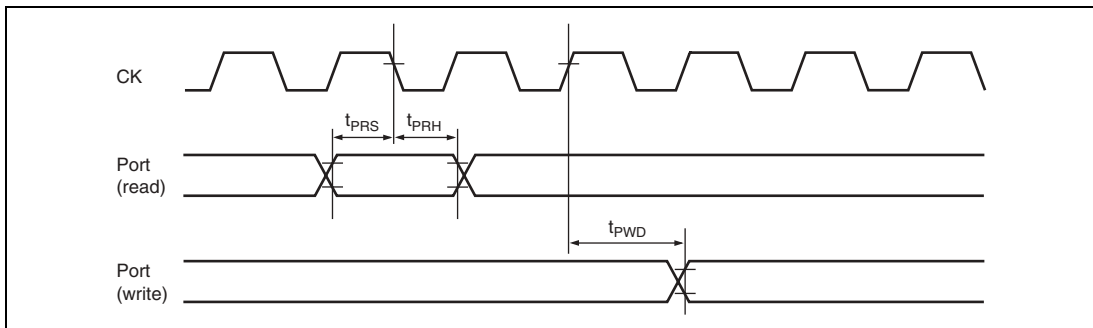 CK
tPRS tPRH
Port
(read)
tPWD
Port
(write)